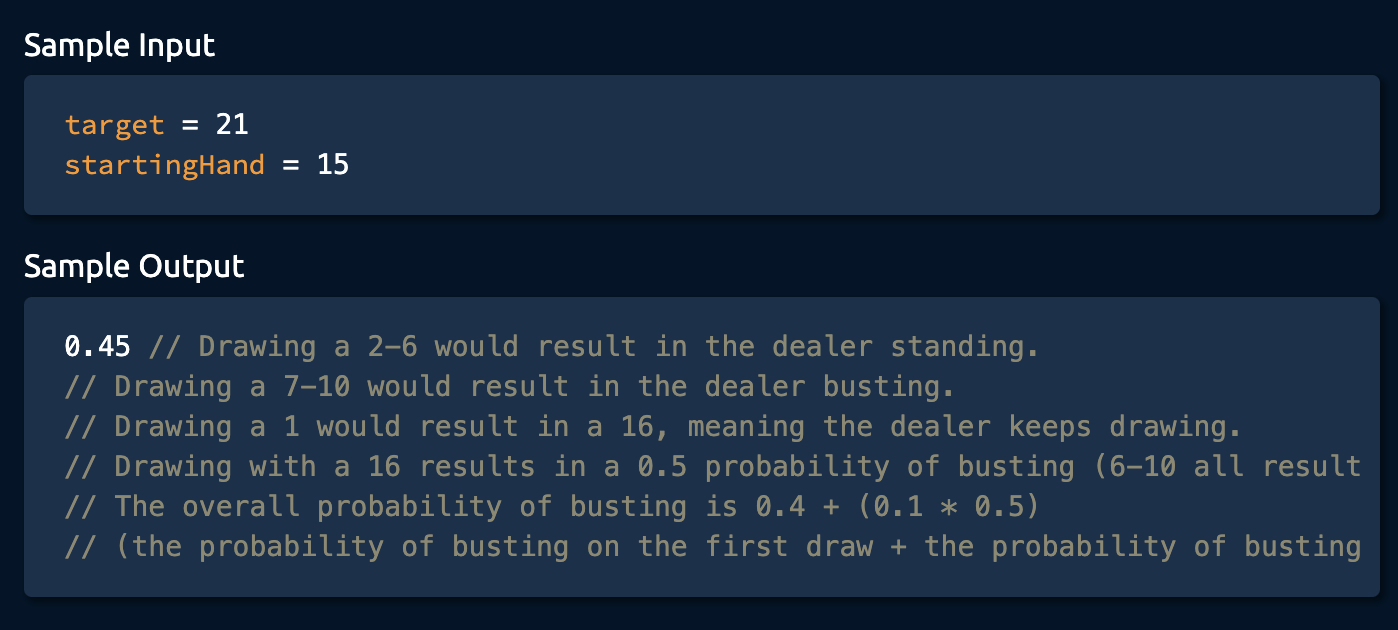 Sample Input
target = 21
startingHand = 15
Sample Output
0.45 // Drawing a 2–6 would result in the dealer standing.
// Drawing a 7–10 would result in the dealer busting.
// Drawing a 1 would result in a 16, meaning the dealer keeps drawing.
// Drawing with a 16 results in a 0.5 probability of busting (6–10 all result
// The overall probability of busting is 0.4 + (0.1 * 0.5)
// (the probability of busting on the first draw + the probability of busting